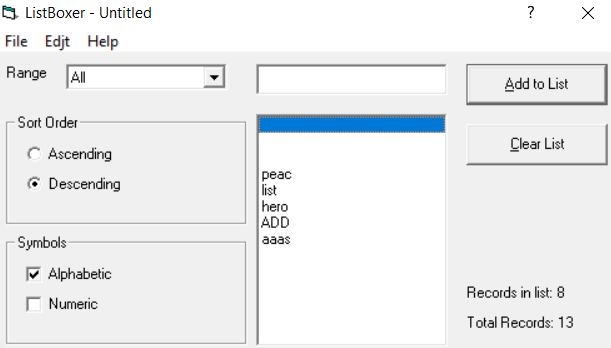 ListBoxer - Untitled ?
File Edjt Help
Range All Add to List
Sort Order
Ascending
Descending
Clear List
peac
list
hero
ADD
aaas
Symbols
Alphabetic
Numeric
Records in list: 8
Total Records: 13